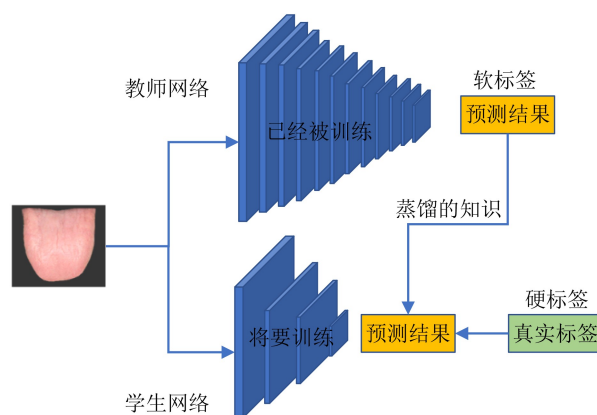 软标签
教师网络
预测结果
已经被训练
蒸馏的知识
硬标签
将要训练
预测结果
真实标签
学生网络